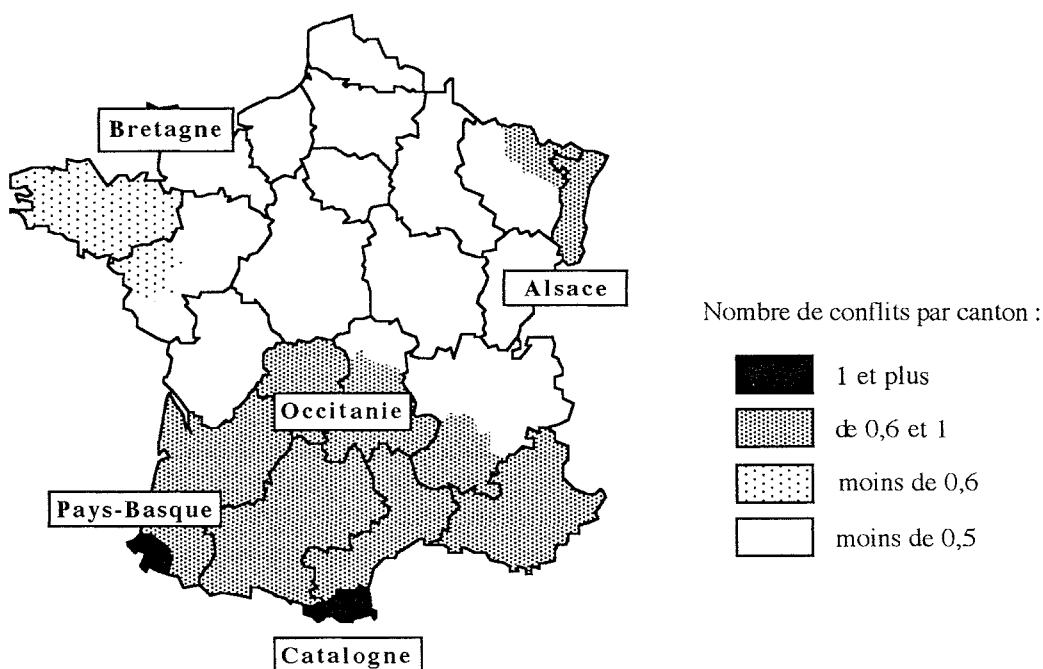 Bretagne
Alsace
Nombre de conflits par canton :
1 et plus
Occitanie
de 0,6 et 1
moins de 0,6
Pays-Basque
moins de 0,5
Catalogne